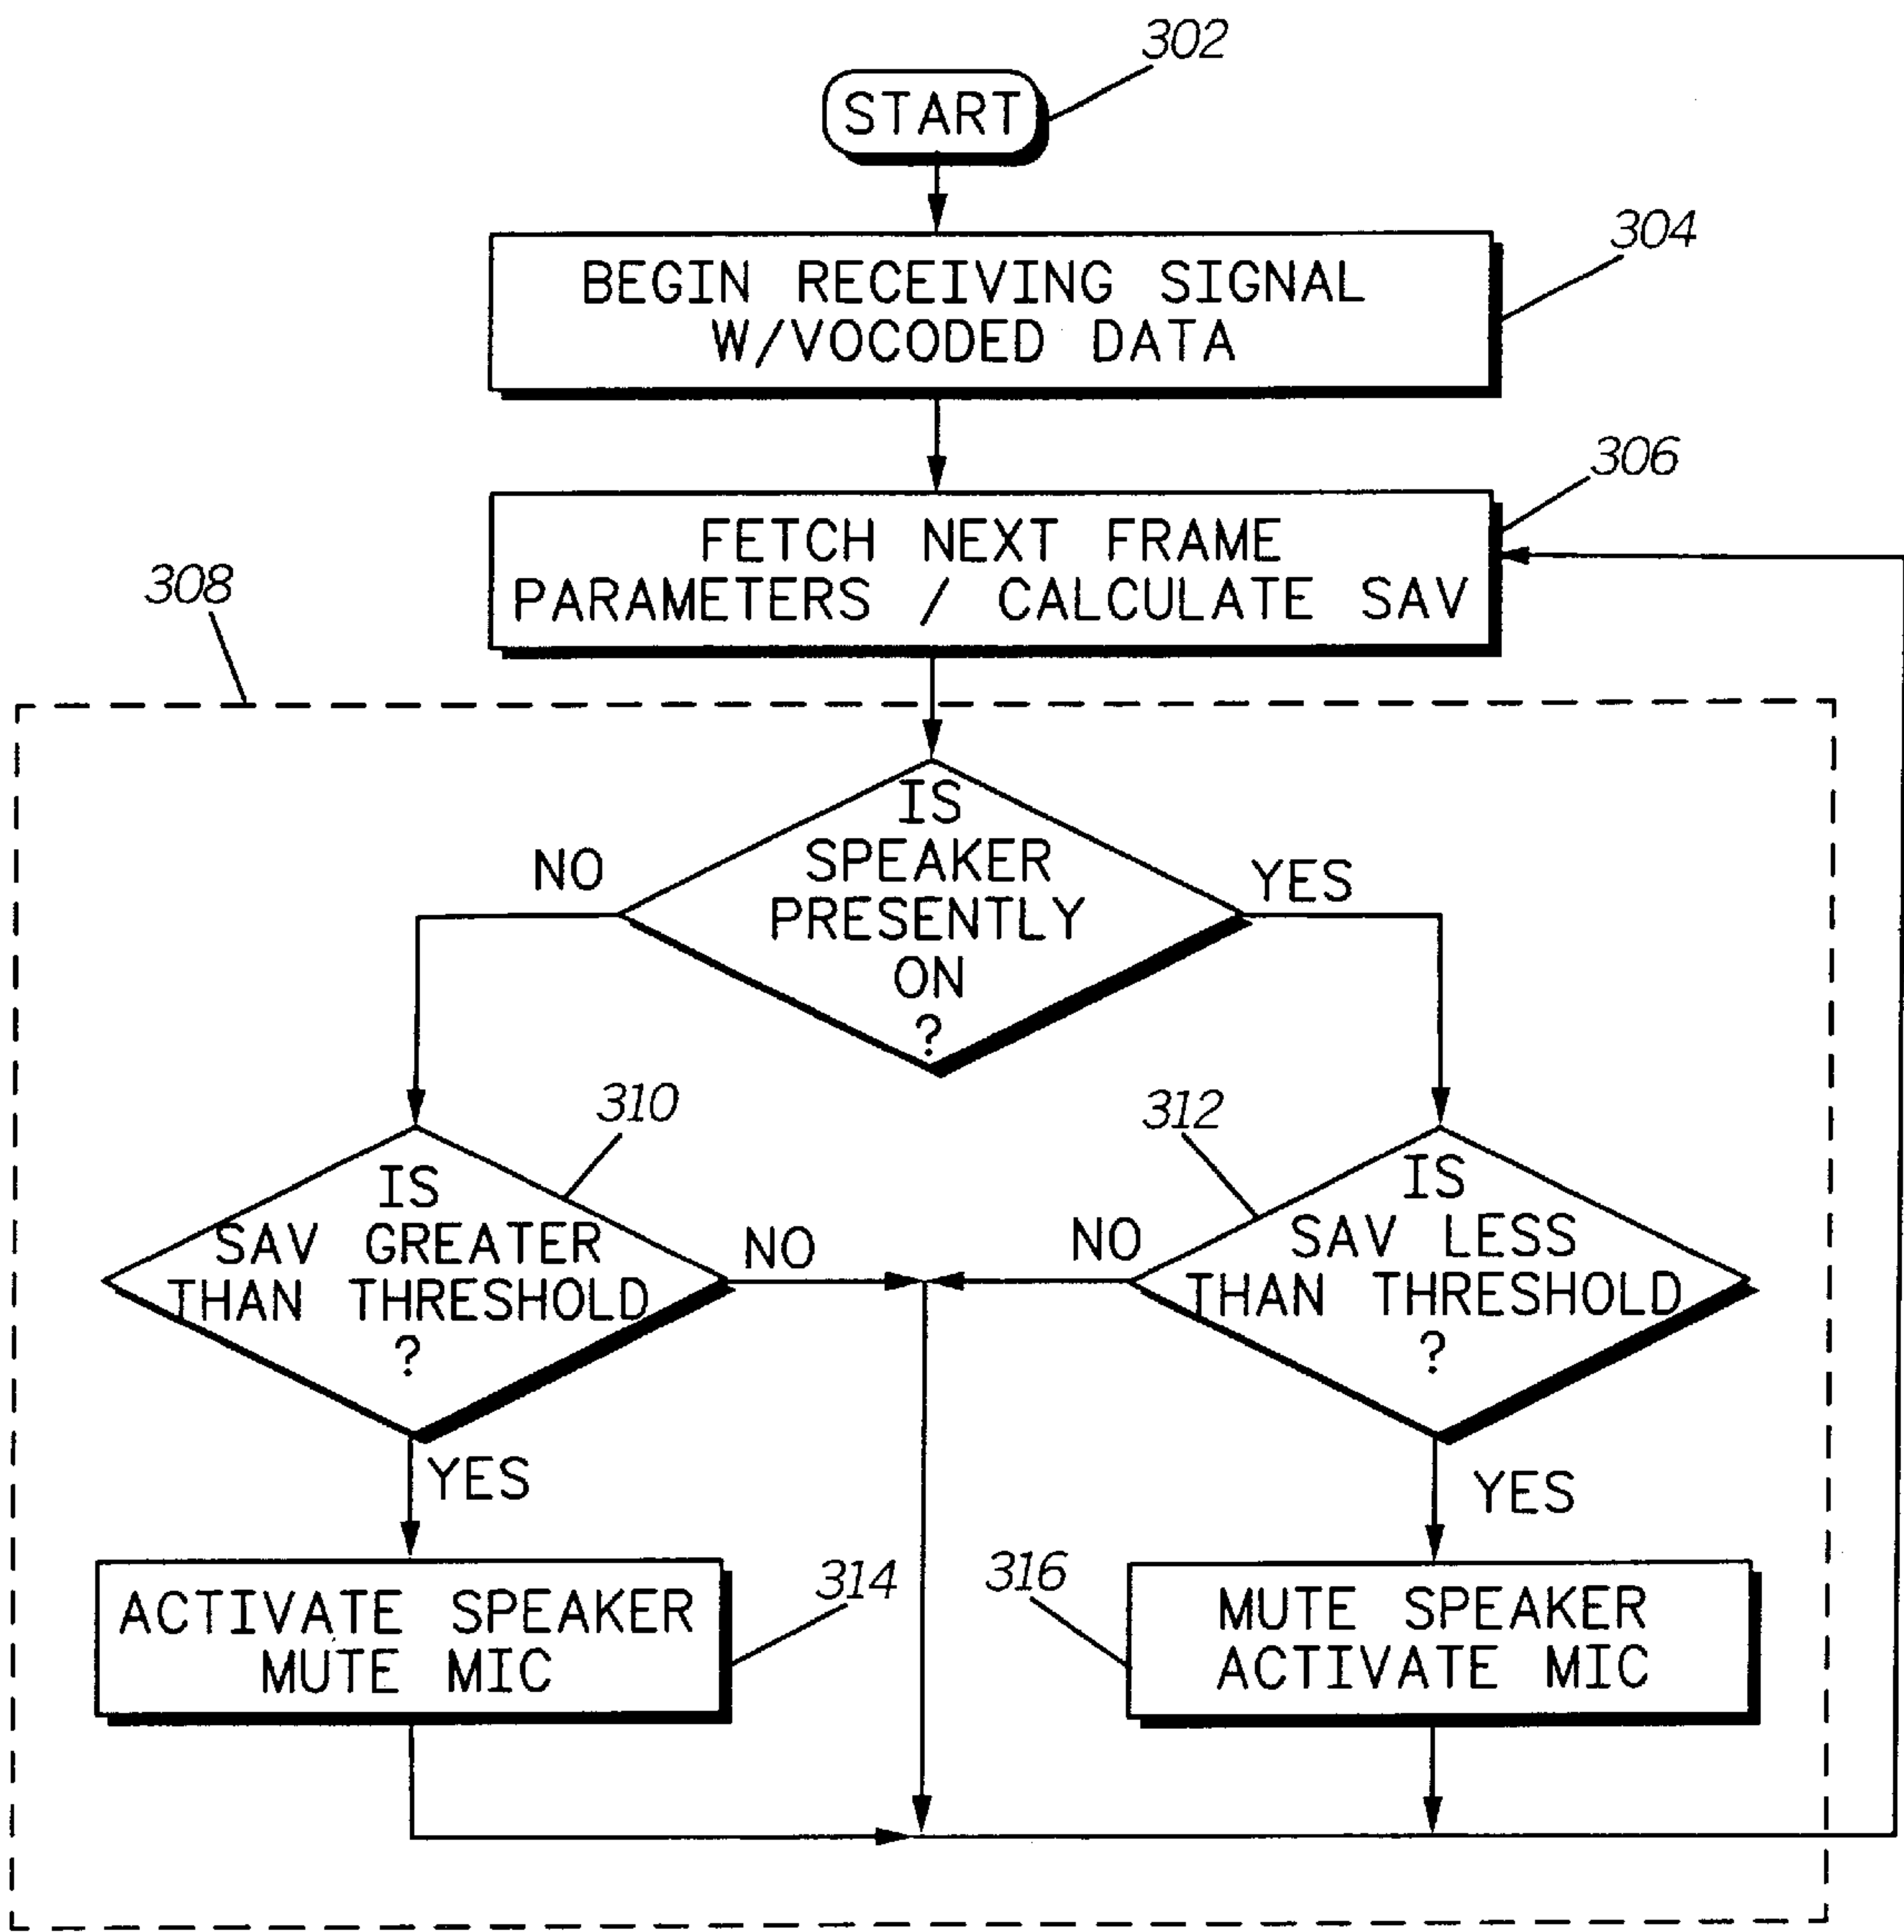 302
START
304
BEGIN RECEIVING SIGNAL
W/VOCODED DATA
306
FETCH NEXT FRAME
PARAMETERS / CALCULATE SAV
308
IS
SPEAKER
PRESENTLY
ON
?
NO
YES
310
312
IS
SAV GREATER
THAN THRESHOLD
?
NO
NO
IS
SAV LESS
THAN THRESHOLD
?
YES
YES
ACTIVATE SPEAKER
MUTE MIC
314
316
MUTE SPEAKER
ACTIVATE MIC